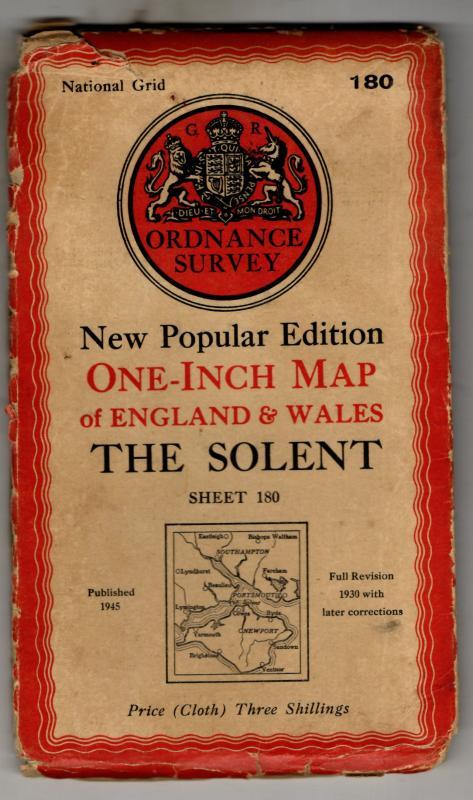 National Grid 180
G R
DIEU ET MON DROIT
ORDNANCE
SURVEY
New Popular Edition
ONE-INCH MAP
of ENGLAND & WALES
THE SOLENT
SHEET 180
Eastleigh Bishops Waltham
SOUTHAMPTON
Lyndhurst Fareham
Beaulieu
PORTSMOUTH
Lymington
Cowes Ryde
Yarmouth NEWPORT
Sandown
Brighstone
Ventnor
Published
1945
Full Revision
1930 with
later corrections
Price (Cloth) Three Shillings